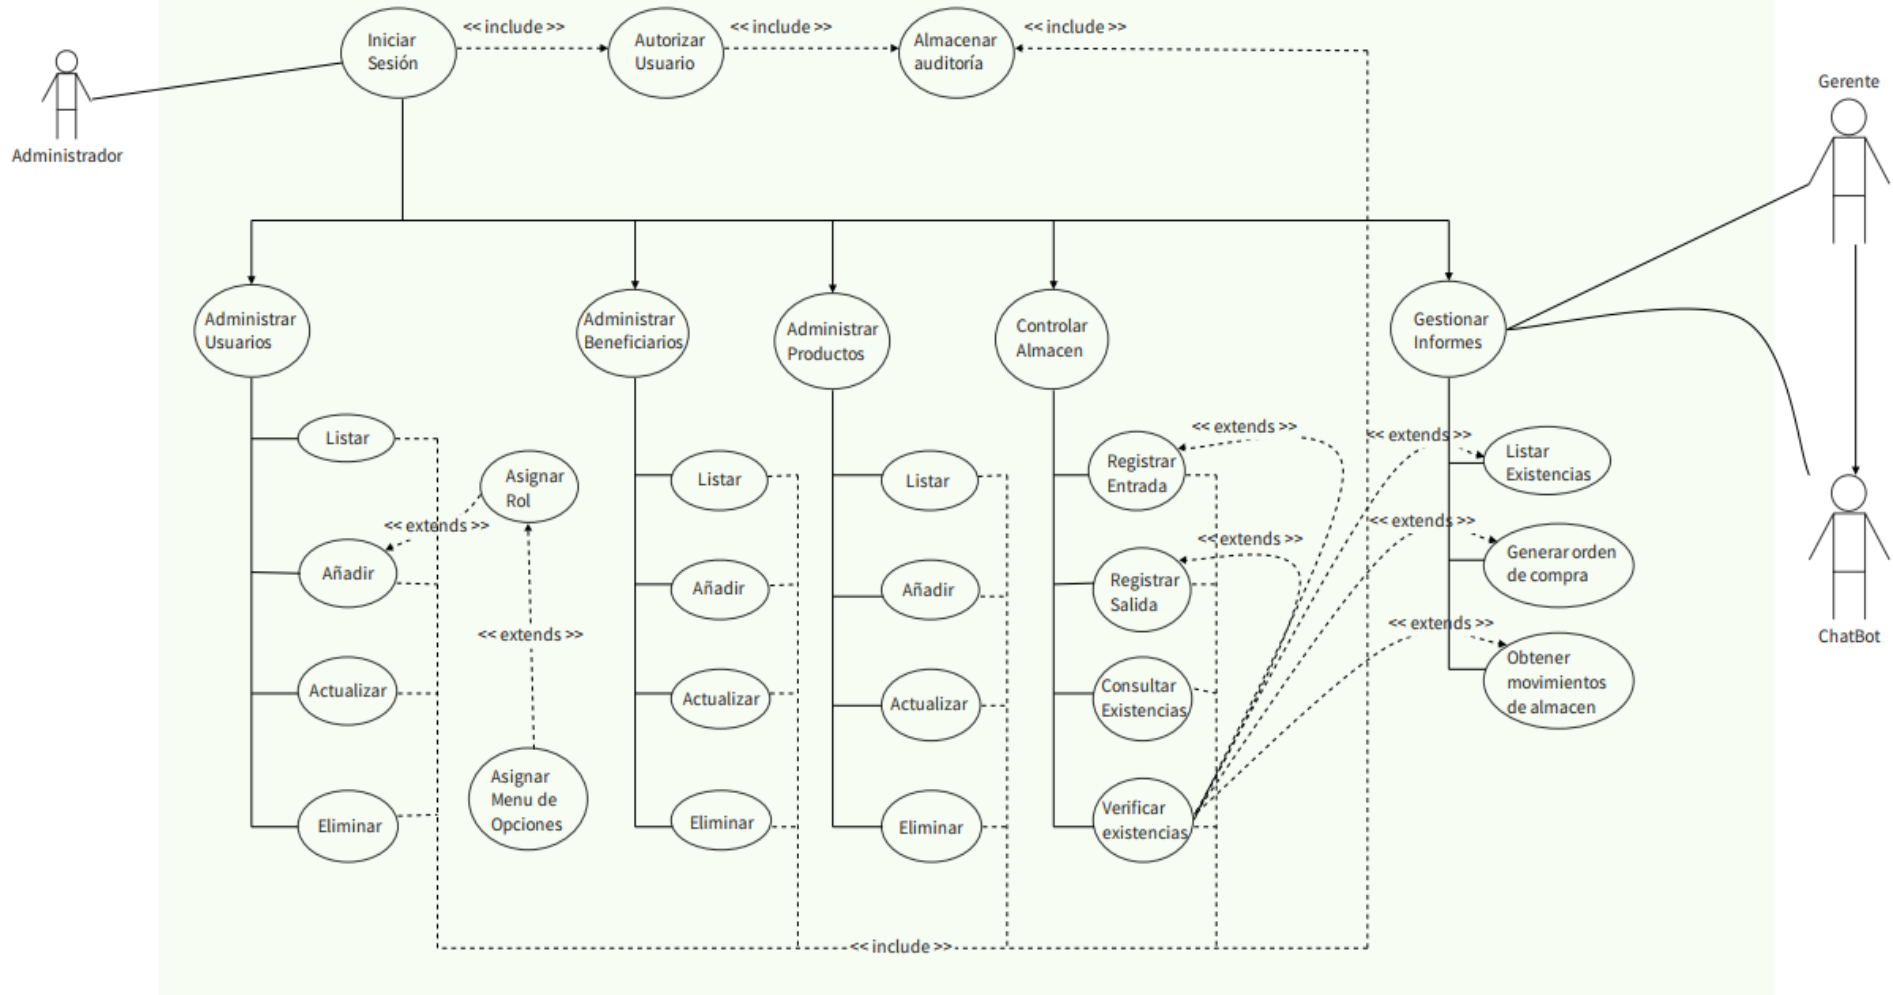 << include >>
<< include >>
<< include >>
Iniciar
Sesión
Autorizar
Usuario
Almacenar
auditoría
Administrador
Gerente
Administrar
Usuarios
Administrar
Beneficiarios
Administrar
Productos
Controlar
Almacen
Gestionar
Informes
Listar
Asignar
Rol
<< extends >>
Añadir
<< extends >>
Actualizar
Asignar
Menu de
Opciones
Eliminar
Listar
Añadir
Actualizar
Eliminar
Listar
Añadir
Actualizar
Eliminar
<< extends >>
Registrar
Entrada
<< extends >>
Registrar
Salida
Consultar
Existencias
Verificar
existencias
<< extends >>
Listar
Existencias
<< extends >>
Generar orden
de compra
<< extends >>
Obtener
movimientos
de almacen
ChatBot
<< include >>